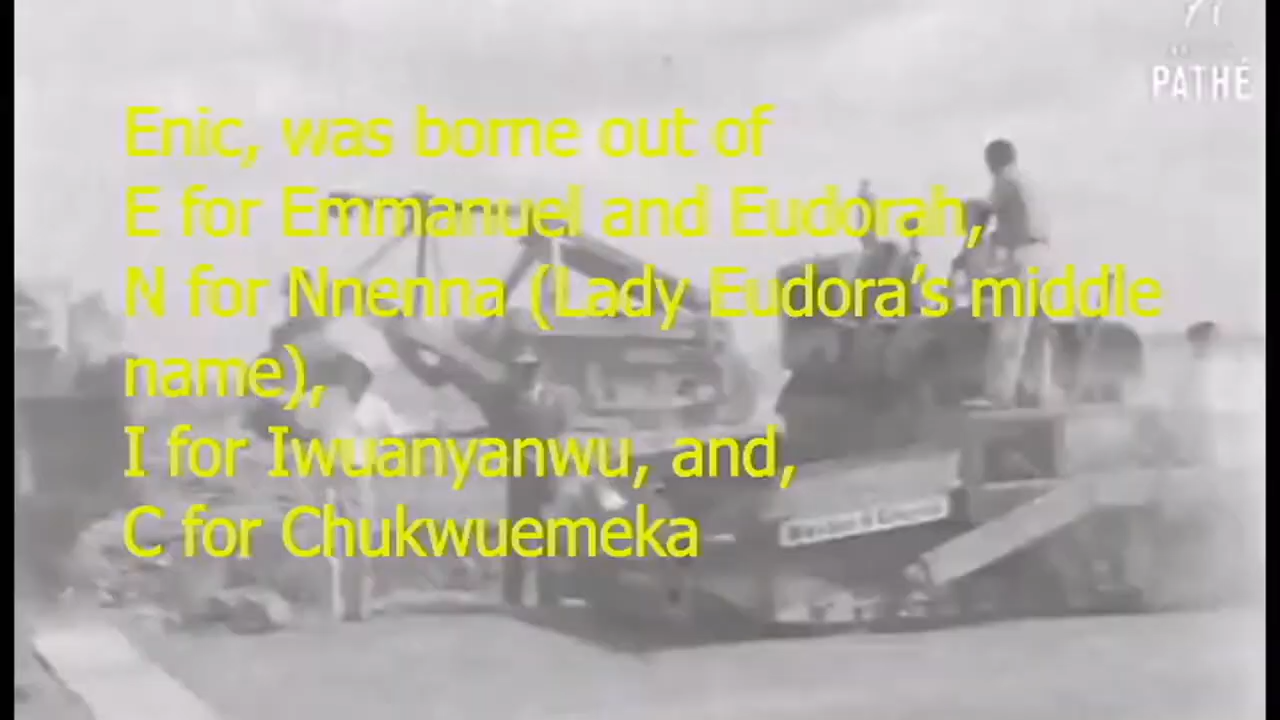 PATHÉ
Enic, was borne out of
E for Emmanuel and Eudorah,
N for Nnenna (Lady Eudora’s middle
name),
I for Iwuanyanwu, and,
C for Chukwuemeka